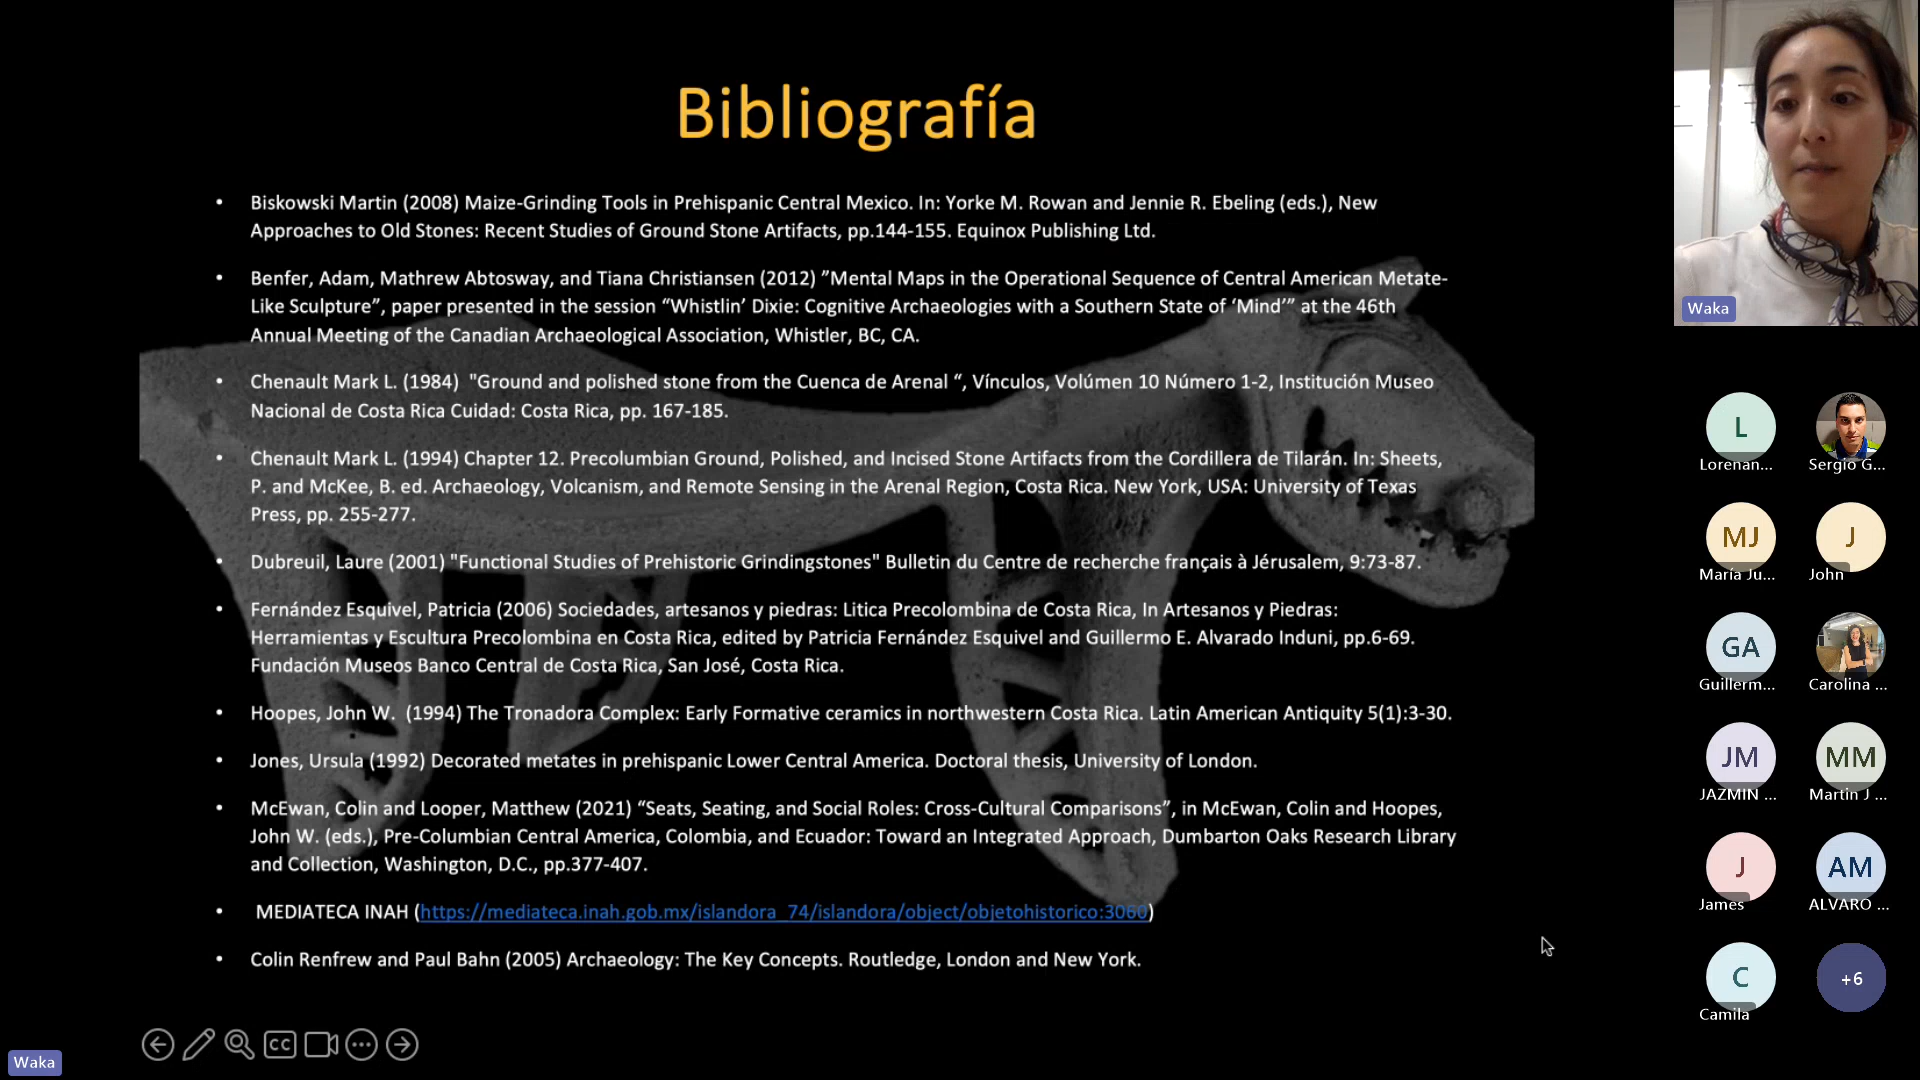 Bibliografía
• Biskowski Martin (2008) Maize-Grinding Tools in Prehispanic Central Mexico. In: Yorke M. Rowan and Jennie R. Ebeling (eds.), New
Approaches to Old Stones: Recent Studies of Ground Stone Artifacts, pp.144-155. Equinox Publishing Ltd.
• Benfer, Adam, Mathrew Abtosway, and Tiana Christiansen (2012) ”Mental Maps in the Operational Sequence of Central American Metate-
Like Sculpture”, paper presented in the session “Whistlin’ Dixie: Cognitive Archaeologies with a Southern State of ‘Mind’” at the 46th
Annual Meeting of the Canadian Archaeological Association, Whistler, BC, CA.
• Chenault Mark L. (1984) "Ground and polished stone from the Cuenca de Arenal “, Vínculos, Volúmen 10 Número 1-2, Institución Museo
Nacional de Costa Rica Cuidad: Costa Rica, pp. 167-185.
• Chenault Mark L. (1994) Chapter 12. Precolumbian Ground, Polished, and Incised Stone Artifacts from the Cordillera de Tilarán. In: Sheets,
P. and McKee, B. ed. Archaeology, Volcanism, and Remote Sensing in the Arenal Region, Costa Rica. New York, USA: University of Texas
Press, pp. 255-277.
• Dubreuil, Laure (2001) "Functional Studies of Prehistoric Grindingstones" Bulletin du Centre de recherche français à Jérusalem, 9:73-87.
• Fernández Esquivel, Patricia (2006) Sociedades, artesanos y piedras: Litica Precolombina de Costa Rica, In Artesanos y Piedras:
Herramientas y Escultura Precolombina en Costa Rica, edited by Patricia Fernández Esquivel and Guillermo E. Alvarado Induni, pp.6-69.
Fundación Museos Banco Central de Costa Rica, San José, Costa Rica.
• Hoopes, John W. (1994) The Tronadora Complex: Early Formative ceramics in northwestern Costa Rica. Latin American Antiquity 5(1):3-30.
• Jones, Ursula (1992) Decorated metates in prehispanic Lower Central America. Doctoral thesis, University of London.
• McEwan, Colin and Looper, Matthew (2021) “Seats, Seating, and Social Roles: Cross-Cultural Comparisons”, in McEwan, Colin and Hoopes,
John W. (eds.), Pre-Columbian Central America, Colombia, and Ecuador: Toward an Integrated Approach, Dumbarton Oaks Research Library
and Collection, Washington, D.C., pp.377-407.
• MEDIATECA INAH (https://mediateca.inah.gob.mx/islandora_74/islandora/object/objetohistorico:3060)
• Colin Renfrew and Paul Bahn (2005) Archaeology: The Key Concepts. Routledge, London and New York.
CC
Waka
Waka
L
Lorenan...
Sergio G...
MJ
María Ju...
J
John
GA
Guillerm...
Carolina ...
JM
JAZMIN ...
MM
Martin J ...
J
James
AM
ALVARO ...
C
Camila
+6